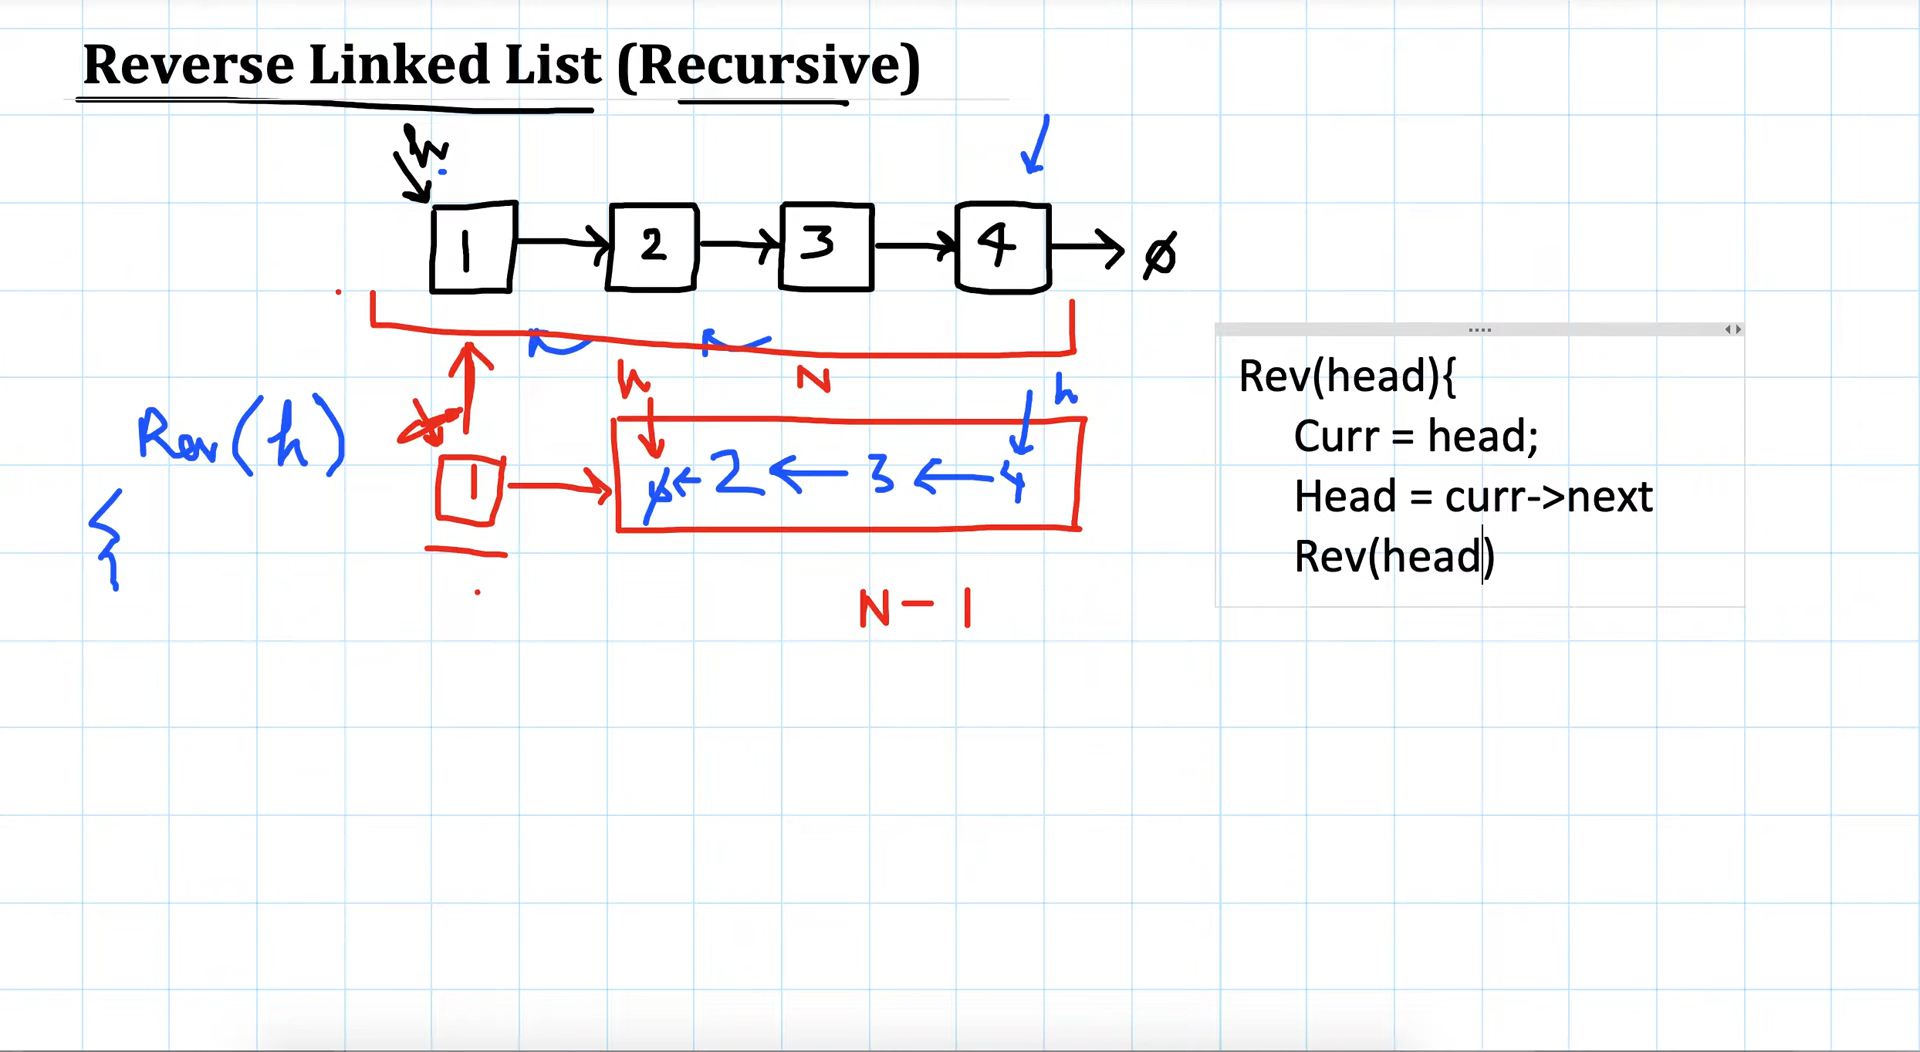 Reverse Linked List (Recursive)
h
1 → 2 → 3 → 4 → ø
h N h
Rev(h)
{
1 → ø ← 2 ← 3 ← 4
N - 1
Rev(head){
Curr = head;
Head = curr->next
Rev(head)